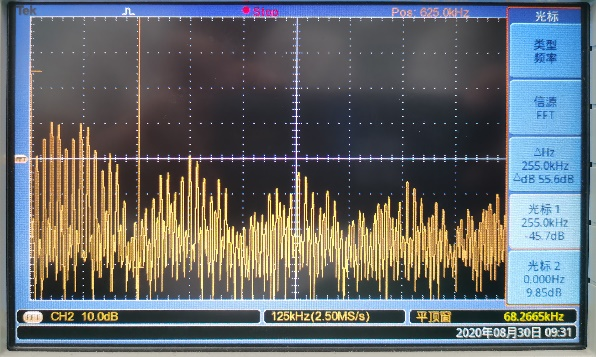 Tek Stop Pos: 625.0kHz
光标
类型
频率
信源
FFT
△Hz
255.0kHz
△dB 55.6dB
光标 1
255.0kHz
-45.7dB
光标 2
0.000Hz
9.85dB
CH2 10.0dB 125kHz(2.50MS/s) 平顶窗 68.2665kHz
2020年08月30日 09:31